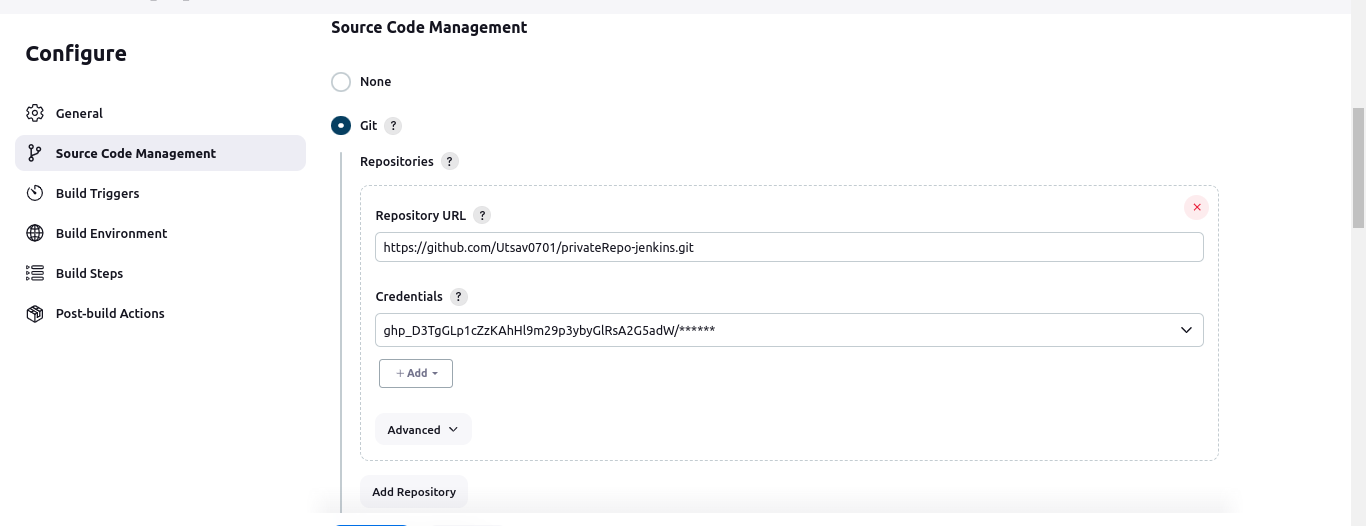 Source Code Management
Configure
None
General
Git ?
Source Code Management
Repositories ?
Build Triggers
Repository URL ?
Build Environment
https://github.com/Utsav0701/privateRepo-jenkins.git
Build Steps
Credentials ?
Post-build Actions
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/******
+ Add
Advanced
Add Repository